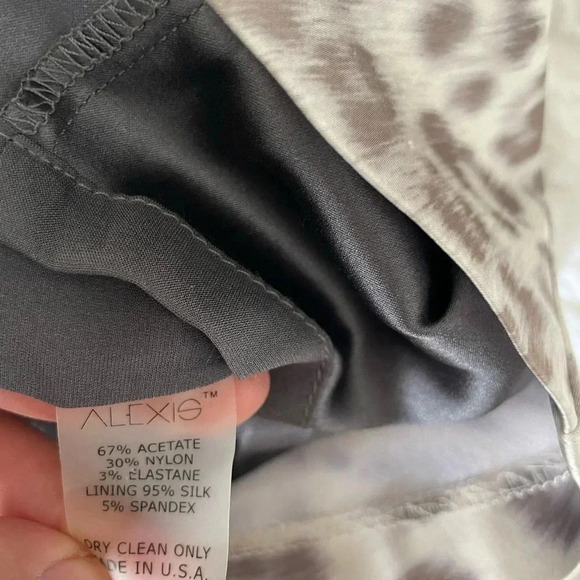 ALEXIS™
67% ACETATE
30% NYLON
3% ELASTANE
LINING 95% SILK
5% SPANDEX
DRY CLEAN ONLY
MADE IN U.S.A.